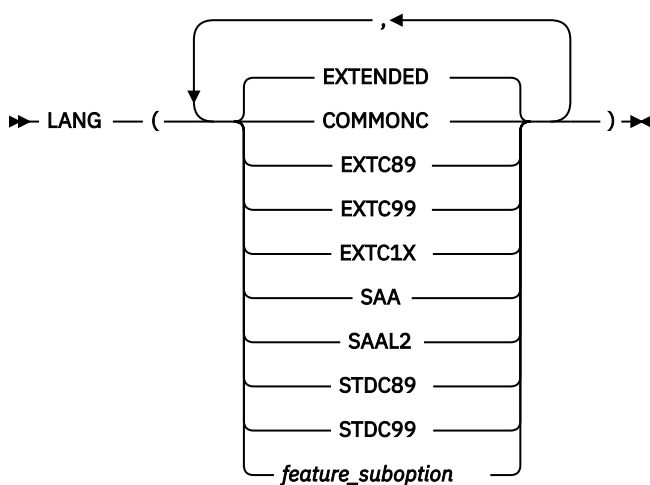 ,
EXTENDED
LANG ( COMMONC )
EXTC89
EXTC99
EXTC1X
SAA
SAAL2
STDC89
STDC99
feature_suboption